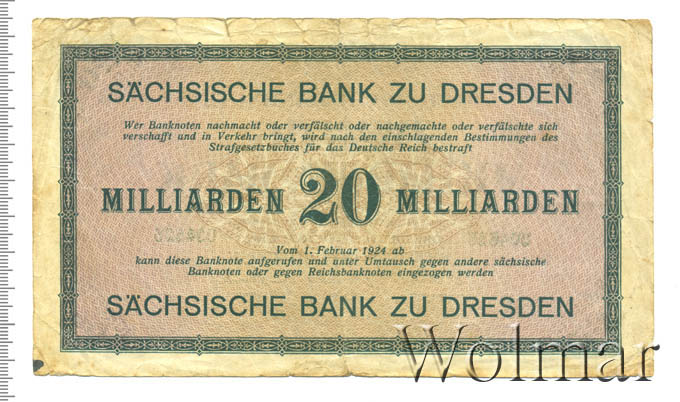 SÄCHSISCHE BANK ZU DRESDEN
Wer Banknoten nachmacht oder verfälscht oder nachgemachte oder verfälschte sich
verschafft und in Verkehr bringt, wird nach den einschlagenden Bestimmungen des
Strafgesetzbuches für das Deutsche Reich bestraft
MILLIARDEN 20 MILLIARDEN
Vom 1. Februar 1924 ab
kann diese Banknote aufgerufen und unter Umtausch gegen andere sächsische
Banknoten oder gegen Reichsbanknoten eingezogen werden
SÄCHSISCHE BANK ZU DRESDEN
Wolmar